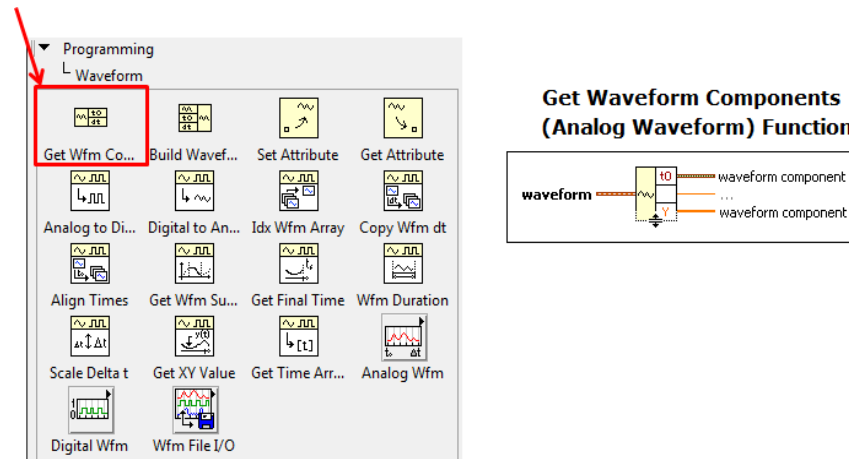 Programming
Waveform
Get Wfm Co... Build Wavef... Set Attribute Get Attribute
Analog to Di... Digital to An... Idx Wfm Array Copy Wfm dt
Align Times Get Wfm Su... Get Final Time Wfm Duration
Scale Delta t Get XY Value Get Time Arr... Analog Wfm
Digital Wfm Wfm File I/O
Get Waveform Components
(Analog Waveform) Function
waveform
t0 waveform component
...
Y waveform component